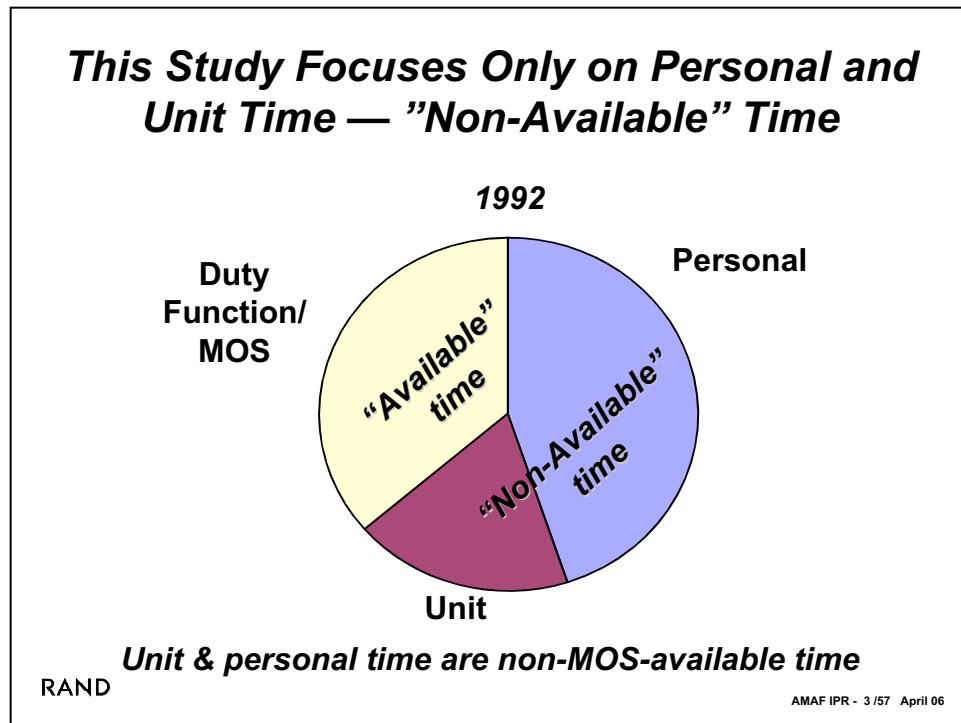 This Study Focuses Only on Personal and
Unit Time — ”Non-Available” Time
1992
Personal
Duty
Function/
MOS
“Available”
time
“Non-Available”
time
Unit
Unit & personal time are non-MOS-available time
RAND
AMAF IPR - 3 /57 April 06